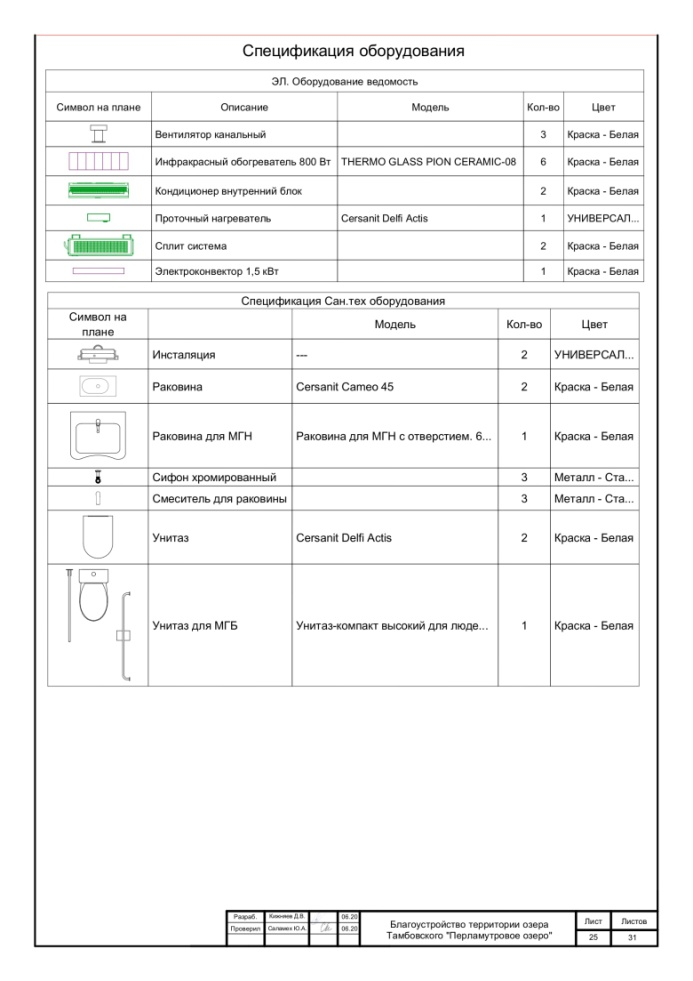 Спецификация оборудования
ЭЛ. Оборудование ведомость
Символ на плане Описание Модель Кол-во Цвет
Вентилятор канальный 3 Краска - Белая
Инфракрасный обогреватель 800 Вт THERMO GLASS PION CERAMIC-08 6 Краска - Белая
Кондиционер внутренний блок 2 Краска - Белая
Проточный нагреватель Cersanit Delfi Actis 1 УНИВЕРСАЛ...
Сплит система 2 Краска - Белая
Электроконвектор 1,5 кВт 1 Краска - Белая
Спецификация Сан.тех оборудования
Символ на
плане Модель Кол-во Цвет
Инсталяция --- 2 УНИВЕРСАЛ...
Раковина Cersanit Cameo 45 2 Краска - Белая
Раковина для МГН Раковина для МГН с отверстием. 6... 1 Краска - Белая
Сифон хромированный 3 Металл - Ста...
Смеситель для раковины 3 Металл - Ста...
Унитаз Cersanit Delfi Actis 2 Краска - Белая
Унитаз для МГБ Унитаз-компакт высокий для люде... 1 Краска - Белая
Разраб. Д.В. 06.20
Проверил Ю.А. 06.20
Благоустройство территории озера
Тамбовского "Перламутровое озеро"
Лист Листов
25 31